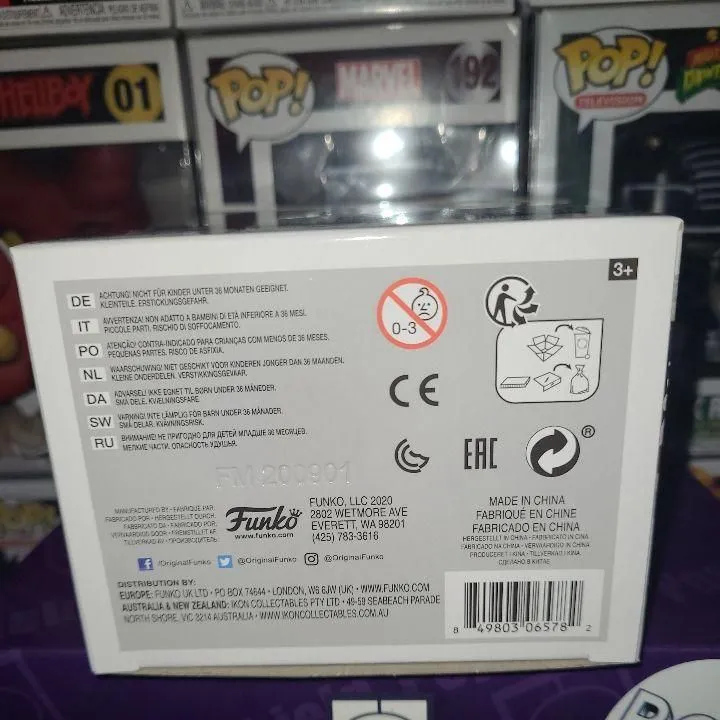 HELLBOY 01
POP! MARVEL 192
POP! TELEVISION
3+
DE ACHTUNG! NICHT FÜR KINDER UNTER 36 MONATEN GEEIGNET.
KLEINTEILE. ERSTICKUNGSGEFAHR.
IT AVVERTENZA! NON ADATTO A BAMBINI DI ETÀ INFERIORE A 36 MESI.
PICCOLE PARTI. RISCHIO DI SOFFOCAMENTO.
PO ATENÇÃO! CONTRA-INDICADO PARA CRIANÇAS COM MENOS DE 36 MESES.
PEQUENAS PARTES. RISCO DE ASFIXIA.
NL WAARSCHUWING! NIET GESCHIKT VOOR KINDEREN JONGER DAN 36 MAANDEN.
KLEINE ONDERDELEN. VERSTIKKINGSGEVAAR.
DA ADVARSEL! IKKE EGNET TIL BØRN UNDER 36 MÅNEDER.
SMÅ DELE. KVÆLNINGSFARE
SW VARNING! INTE LÄMPLIG FÖR BARN UNDER 36 MÅNADER.
SMÅ DELAR. KVÄVNINGSRISK.
RU ВНИМАНИЕ! НЕ ПРИГОДНО ДЛЯ ДЕТЕЙ МЛАДШЕ 36 МЕСЯЦЕВ.
МЕЛКИЕ ЧАСТИ. ОПАСНОСТЬ УДУШЬЯ.
0-3
CE
EAC
®
FM-200901
MANUFACTURED BY · FABRIQUÉ PAR
FABRICADO POR · HERGESTELLT DURCH
FABBRICATO DA · FABRICADO POR
VERVAARDIGD DOOR · FREMSTILLET AF
TILLVERKAD AV · ПРОИЗВОДИТЕЛЬ
Funko
www.funko.com
FUNKO, LLC 2020
2802 WETMORE AVE
EVERETT, WA 98201
(425) 783-3616
MADE IN CHINA
FABRIQUÉ EN CHINE
FABRICADO EN CHINA
HERGESTELLT IN CHINA · FABRICATO IN CINA
FABRICADO NA CHINA · VERVAARDIGD IN CHINA
PRODUCERET I KINA · TILLVERKAD I KINA
СДЕЛАНО В КИТАЕ
f /OriginalFunko @OriginalFunko @OriginalFunko
DISTRIBUTION BY:
EUROPE: FUNKO UK LTD · PO BOX 74644 · LONDON, W6 6JW (UK) · WWW.FUNKO.COM
AUSTRALIA & NEW ZEALAND: IKON COLLECTABLES PTY LTD · 49-59 SEABEACH PARADE
NORTH SHORE, VIC 3214 AUSTRALIA · WWW.IKONCOLLECTABLES.COM.AU
8 49803 06578 2